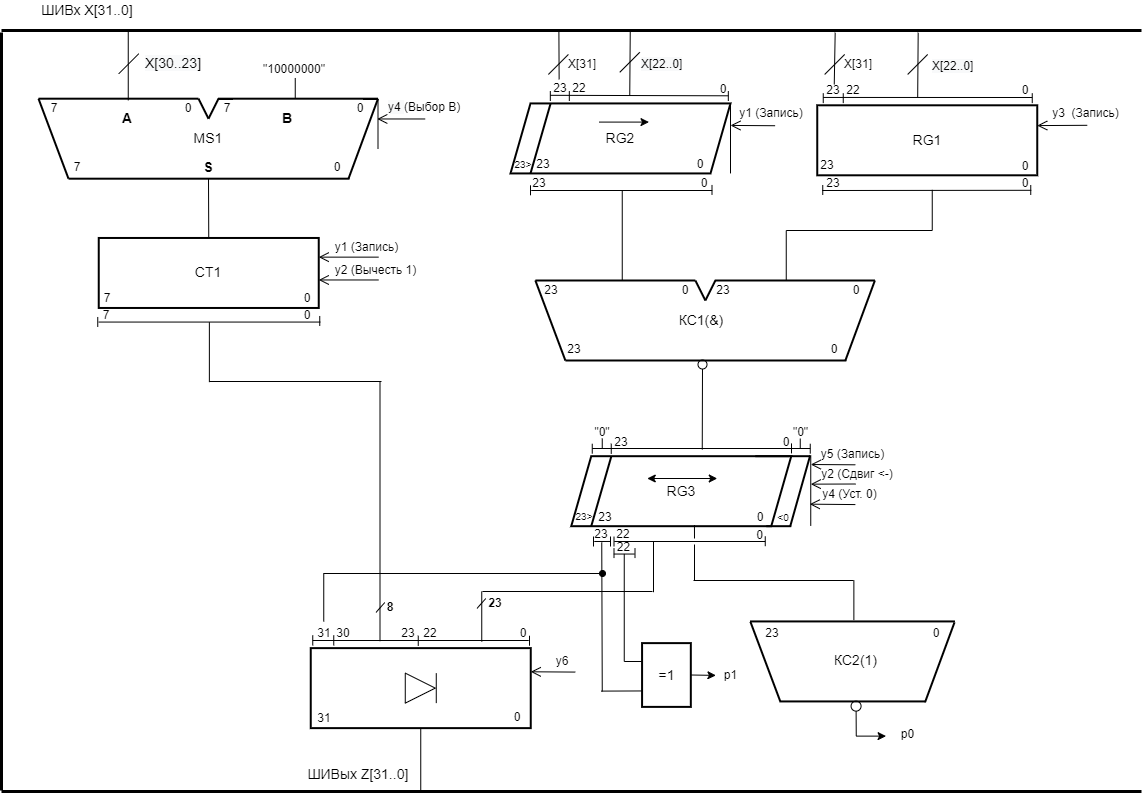 ШИВх X[31..0]
X[30..23]
"10000000"
X[31]
X[22..0]
X[31]
X[22..0]
7 0 7 0
A B
MS1
7 S 0
y4 (Выбор B)
23 22 0
RG2
23> 23 0
23 0
y1 (Запись)
23 22 0
RG1
23 0
23 0
y3 (Запись)
CT1
7 0
7 0
y1 (Запись)
y2 (Вычесть 1)
23 0 23 0
КС1(&)
23 0
"0" 23 0 "0"
RG3
23> 23 0 <0
y5 (Запись)
y2 (Сдвиг <-)
y4 (Уст. 0)
23 22 0
22
8
23
31 30 23 22 0
31 0
y6
=1
p1
23 0
КС2(1)
p0
ШИВых Z[31..0]